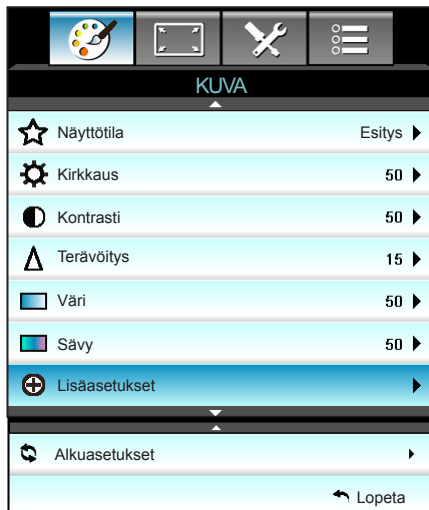 KUVA
Näyttötila Esitys
Kirkkaus 50
Kontrasti 50
Terävöitys 15
Väri 50
Sävy 50
Lisäasetukset
Alkuasetukset
Lopeta